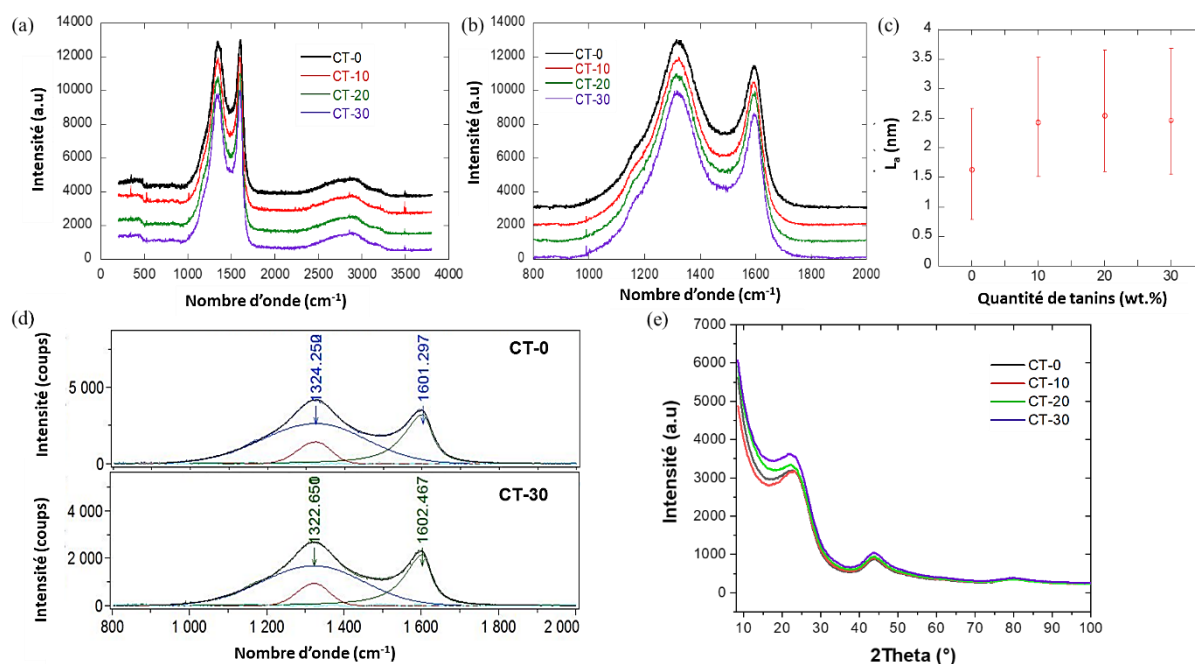 (a)
14000
12000
10000
8000
6000
4000
2000
0
Intensité (a.u)
CT-0
CT-10
CT-20
CT-30
0 500 1000 1500 2000 2500 3000 3500 4000
Nombre d'onde (cm⁻¹)
(b)
14000
12000
10000
8000
6000
4000
2000
0
Intensité (a.u)
CT-0
CT-10
CT-20
CT-30
800 1000 1200 1400 1600 1800 2000
Nombre d'onde (cm⁻¹)
(c)
4
3.5
3
2.5
2
1.5
1
0.5
0
Lₐ (nm)
0 10 20 30
Quantité de tanins (wt.%)
(d)
CT-0
1324.250
1601.297
5 000
0
Intensité (coups)
CT-30
1322.650
1602.467
4 000
2 000
0
Intensité (coups)
800 1 000 1 200 1 400 1 600 1 800 2 000
Nombre d'onde (cm⁻¹)
(e)
7000
6000
5000
4000
3000
2000
1000
0
Intensité (a.u)
CT-0
CT-10
CT-20
CT-30
10 20 30 40 50 60 70 80 90 100
2Theta (°)